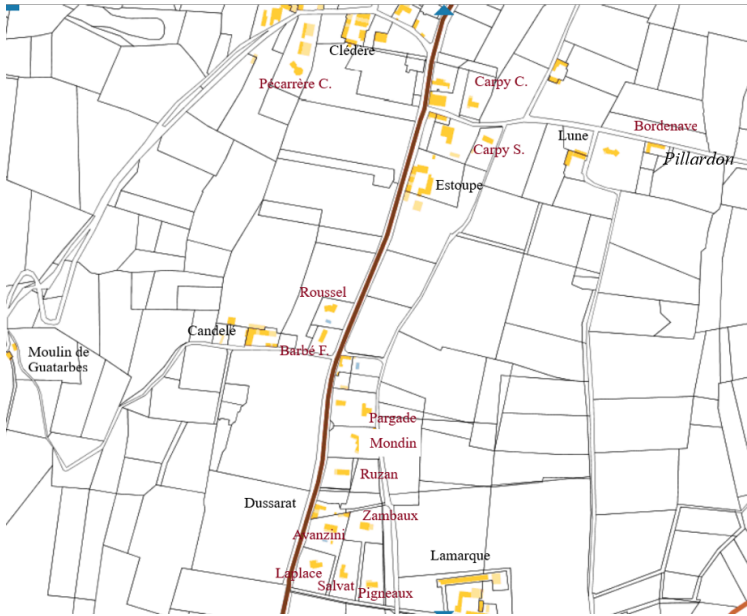 Clédère
Pécarrère C.
Carpy C.
Bordenave
Lune
Carpy S.
Pillardon
Estoupe
Roussel
Candelé
Barbé F.
Moulin de
Guatarbes
Pargade
Mondin
Ruzan
Dussarat
Zambaux
Avanzini
Lamarque
Laplace
Salvat
Pigneaux